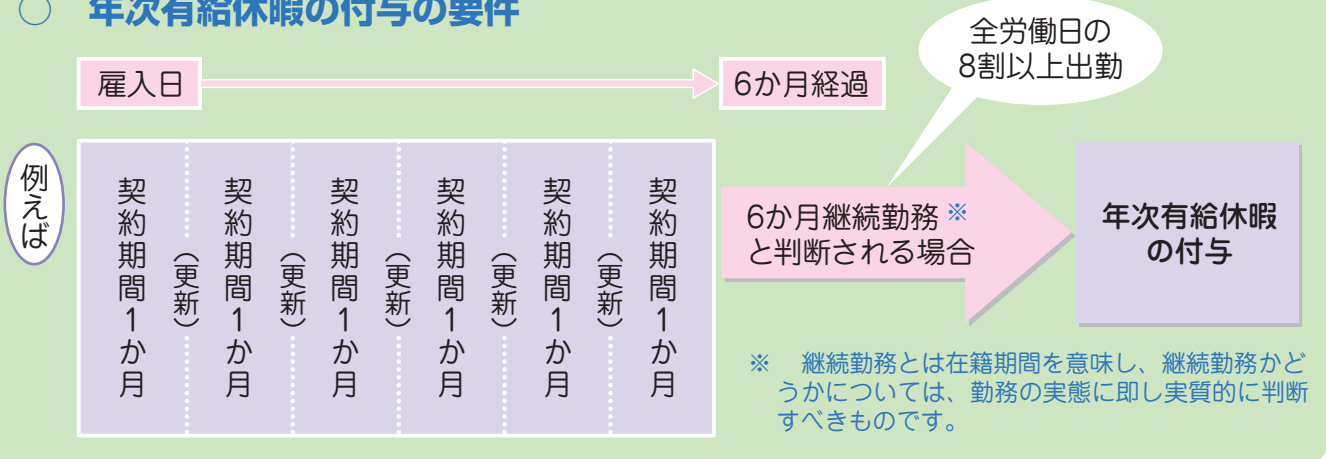 ○ 年次有給休暇の付与の要件
雇入日
6か月経過
全労働日の
8割以上出勤
例えば
契約期間1か月
(更新)
契約期間1か月
(更新)
契約期間1か月
(更新)
契約期間1か月
(更新)
契約期間1か月
(更新)
契約期間1か月
6か月継続勤務※
と判断される場合
年次有給休暇
の付与
※ 継続勤務とは在籍期間を意味し、継続勤務かど
うかについては、勤務の実態に即し実質的に判断
すべきものです。